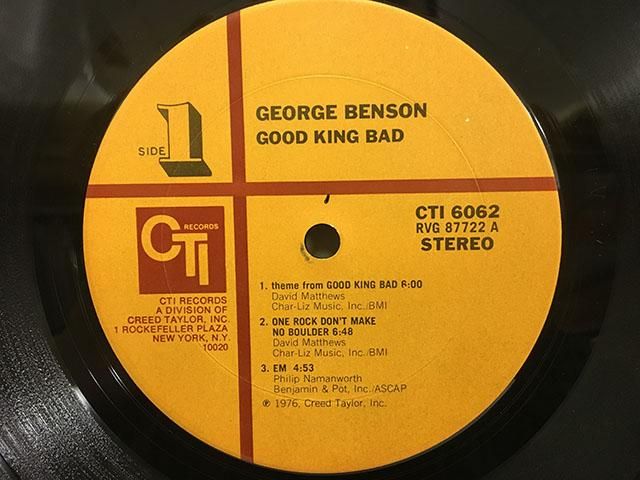 SIDE 1
GEORGE BENSON
GOOD KING BAD
CTI RECORDS
CTI RECORDS
A DIVISION OF
CREED TAYLOR, INC.
1 ROCKEFELLER PLAZA
NEW YORK, N.Y.
10020
CTI 6062
RVG 87722 A
STEREO
1. theme from GOOD KING BAD 6:00
David Matthews
Char-Liz Music, Inc./BMI
2. ONE ROCK DON'T MAKE
NO BOULDER 6:48
David Matthews
Char-Liz Music, Inc./BMI
3. EM 4:53
Philip Namanworth
Benjamin & Pot, Inc./ASCAP
℗ 1976, Creed Taylor, Inc.